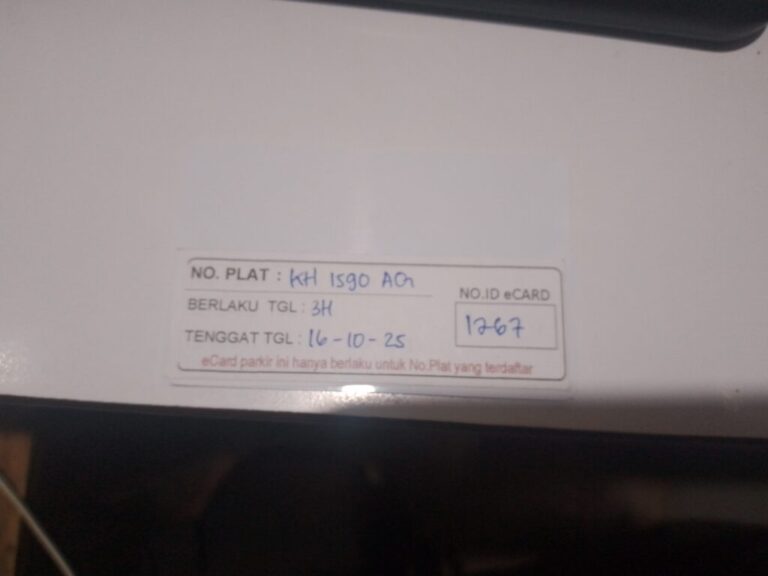 NO. PLAT : KH 1590 AG
BERLAKU TGL : 3H
TENGGAT TGL : 16-10-25
NO.ID eCARD
1267
eCard parkir ini hanya berlaku untuk No.Plat yang terdaftar